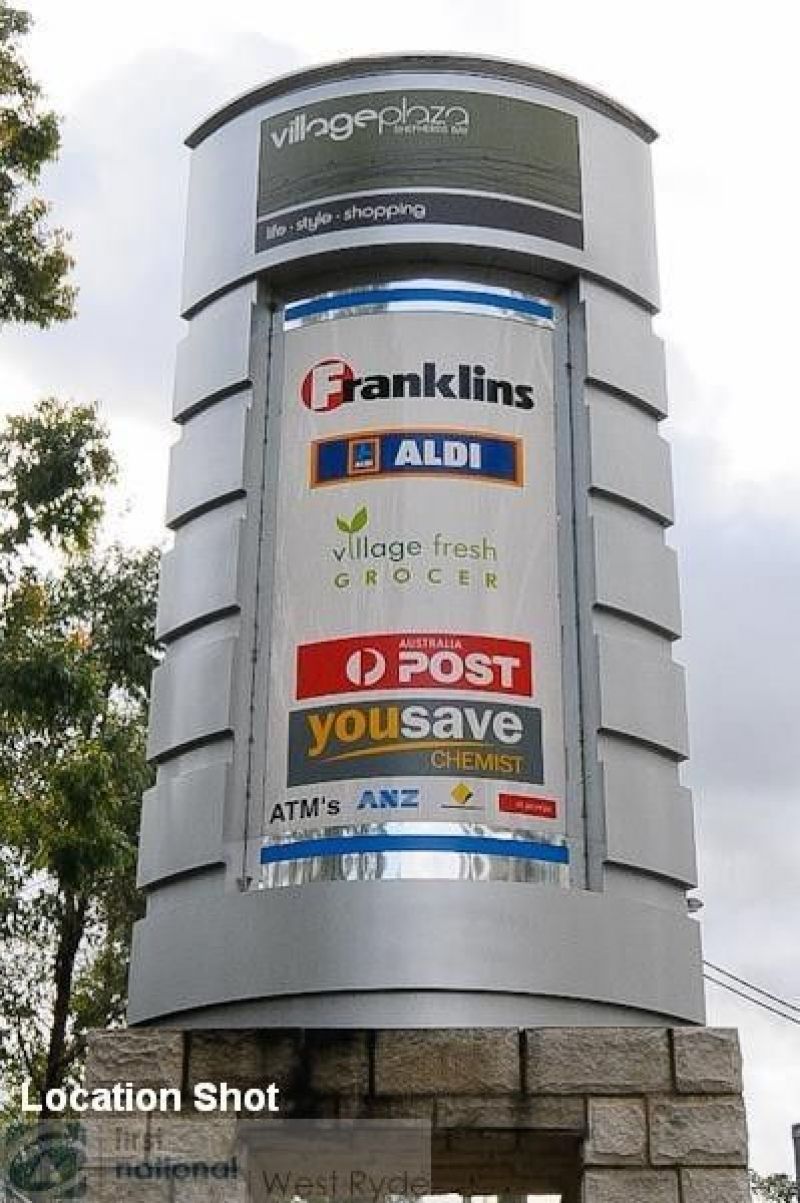 villageplaza
SHEPHERDS BAY
life · style · shopping
Franklins
ALDI
ALDI
village fresh
GROCER
AUSTRALIA
POST
yousave
CHEMIST
ATM's ANZ
Location Shot
first
national
West Ryde